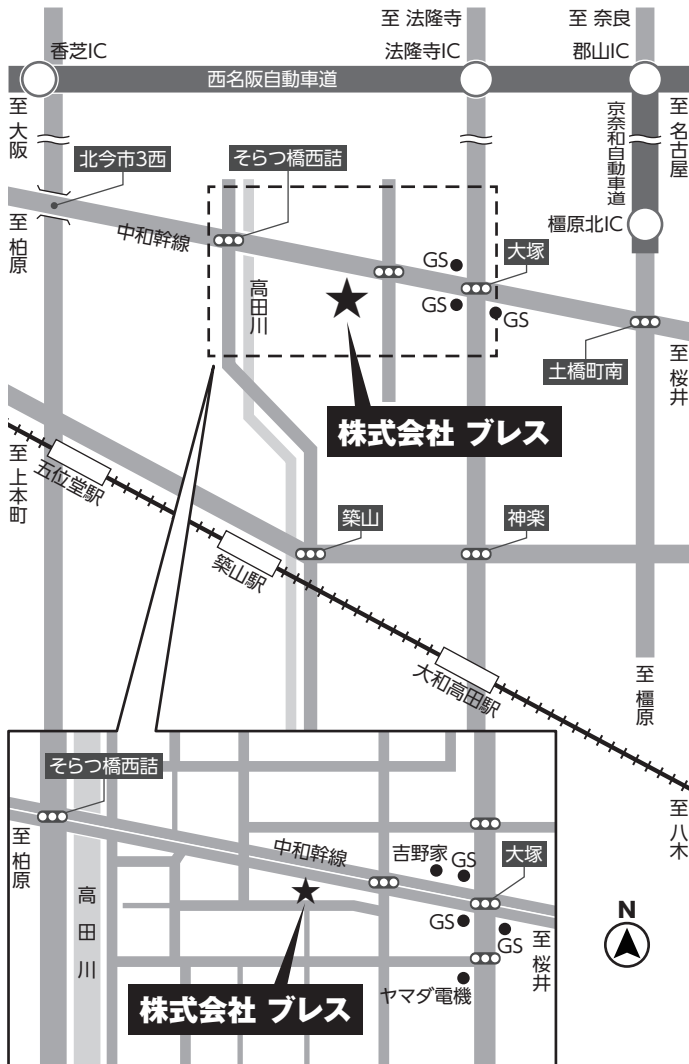 至 法隆寺
至 奈良
香芝IC
法隆寺IC
郡山IC
西名阪自動車道
至 大阪
至 名古屋
京奈和自動車道
北今市3西
そらつ橋西詰
至 柏原
中和幹線
橿原北IC
高田川
GS
大塚
GS
GS
土橋町南
至 桜井
株式会社 ブレス
至 上本町
五位堂駅
築山
神楽
築山駅
大和高田駅
至 橿原
至 八木
そらつ橋西詰
至 柏原
中和幹線
吉野家
GS
大塚
高田川
GS
GS
至 桜井
株式会社 ブレス
ヤマダ電機
N